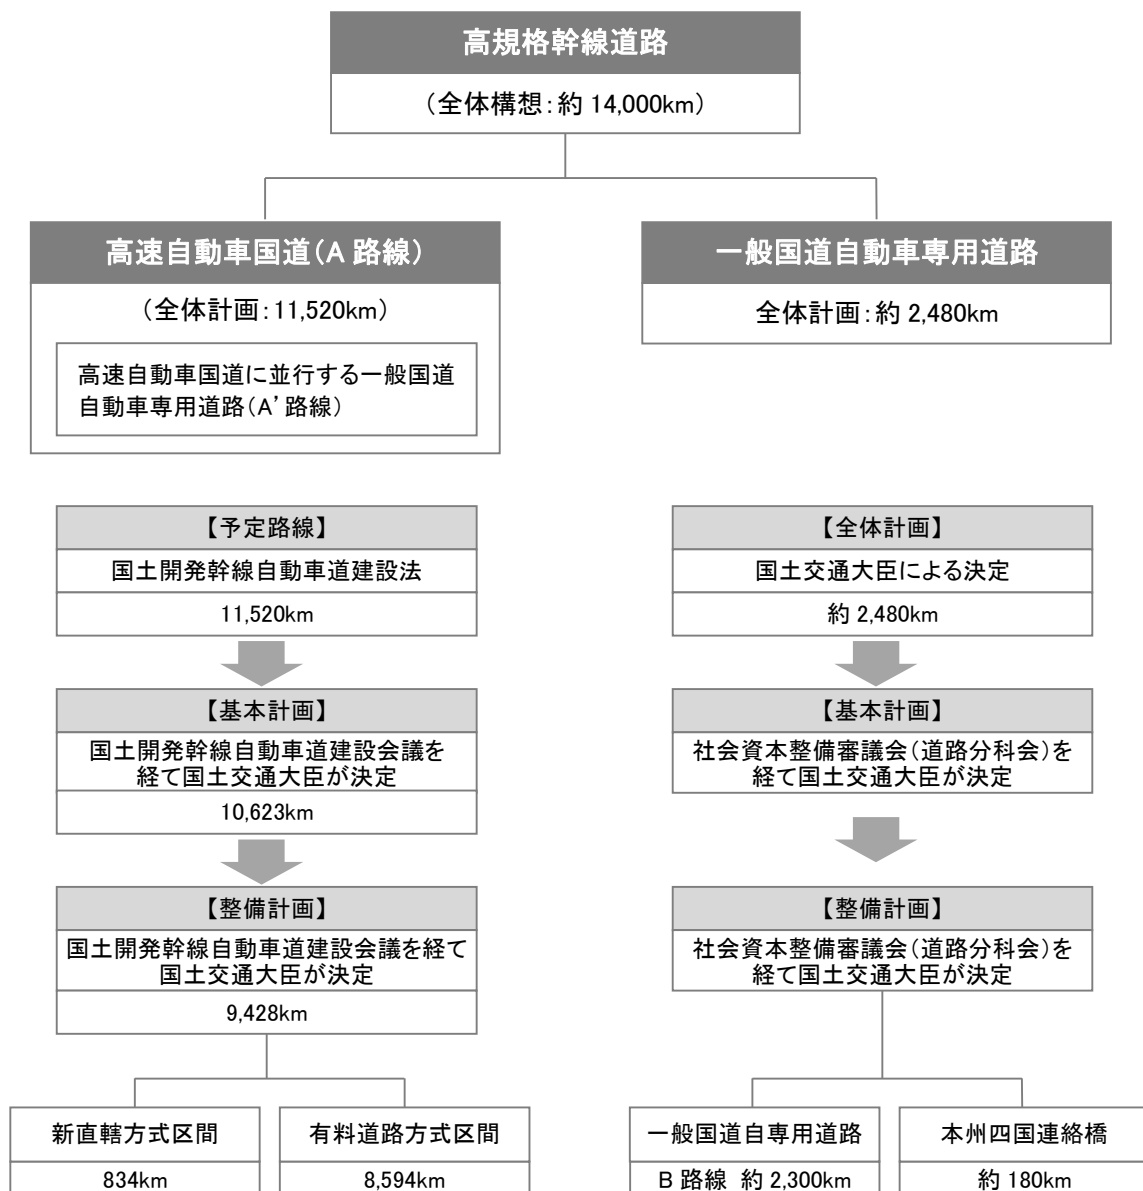 高規格幹線道路
（全体構想：約 14,000km）
高速自動車国道（A 路線）
（全体計画：11,520km）
高速自動車国道に並行する一般国道
自動車専用道路（A’路線）
一般国道自動車専用道路
全体計画：約 2,480km
【予定路線】
国土開発幹線自動車道建設法
11,520km
【基本計画】
国土開発幹線自動車道建設会議を
経て国土交通大臣が決定
10,623km
【整備計画】
国土開発幹線自動車道建設会議を経て
国土交通大臣が決定
9,428km
新直轄方式区間
834km
有料道路方式区間
8,594km
【全体計画】
国土交通大臣による決定
約 2,480km
【基本計画】
社会資本整備審議会（道路分科会）を
経て国土交通大臣が決定
【整備計画】
社会資本整備審議会（道路分科会）を
経て国土交通大臣が決定
一般国道自専用道路
B 路線 約 2,300km
本州四国連絡橋
約 180km